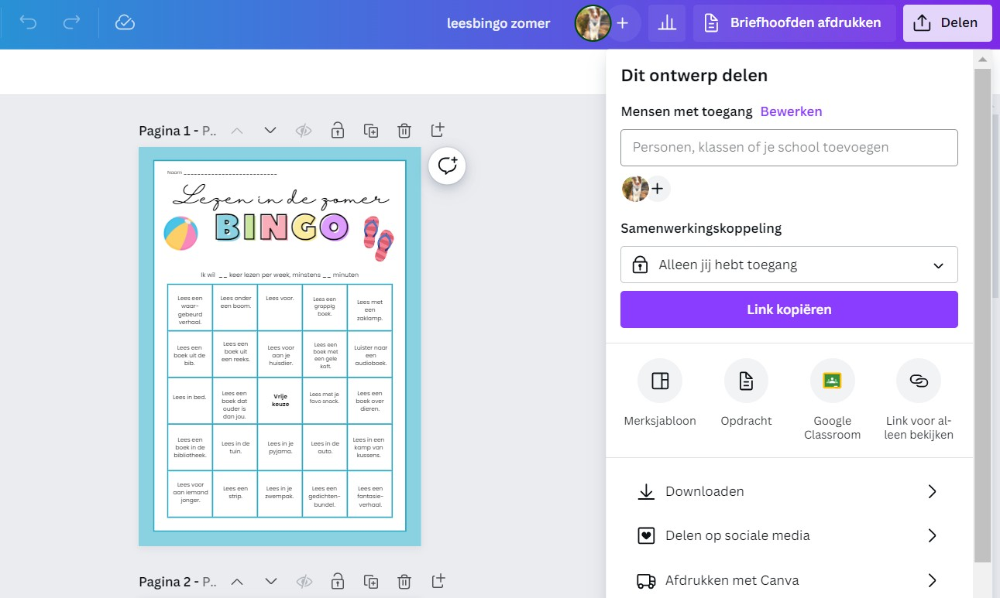 leesbingo zomer
Briefhoofden afdrukken
Delen
Dit ontwerp delen
Mensen met toegang Bewerken
Personen, klassen of je school toevoegen
Samenwerkingskoppeling
Alleen jij hebt toegang
Link kopiëren
Merksjabloon
Opdracht
Google
Classroom
Link voor al-
leen bekijken
Downloaden
Delen op sociale media
Afdrukken met Canva
Pagina 1 - P..
Naam ____________________________
Lezen in de zomer
BINGO
Ik wil __ keer lezen per week, minstens __ minuten
Lees een
waar-
gebeurd
verhaal.
Lees onder
een boom.
Lees voor.
Lees een
grappig
boek.
Lees met
een
zaklamp.
Lees een
boek uit de
bib.
Lees een
boek uit
een reeks.
Lees voor
aan je
huisdier.
Lees een
boek met
een gele
kaft.
Luister naar
een
audioboek.
Lees in bed.
Lees een
boek dat
ouder is
dan jou.
Vrije
keuze
Lees met je
favo snack.
Lees een
boek over
dieren.
Lees een
boek in de
bibliotheek.
Lees in de
tuin.
Lees in je
pyjama.
Lees in de
auto.
Lees in een
kamp van
kussens.
Lees voor
aan iemand
jonger.
Lees een
strip.
Lees in je
zwempak.
Lees een
gedichten-
bundel.
Lees een
fantasie-
verhaal.
Pagina 2 - P..